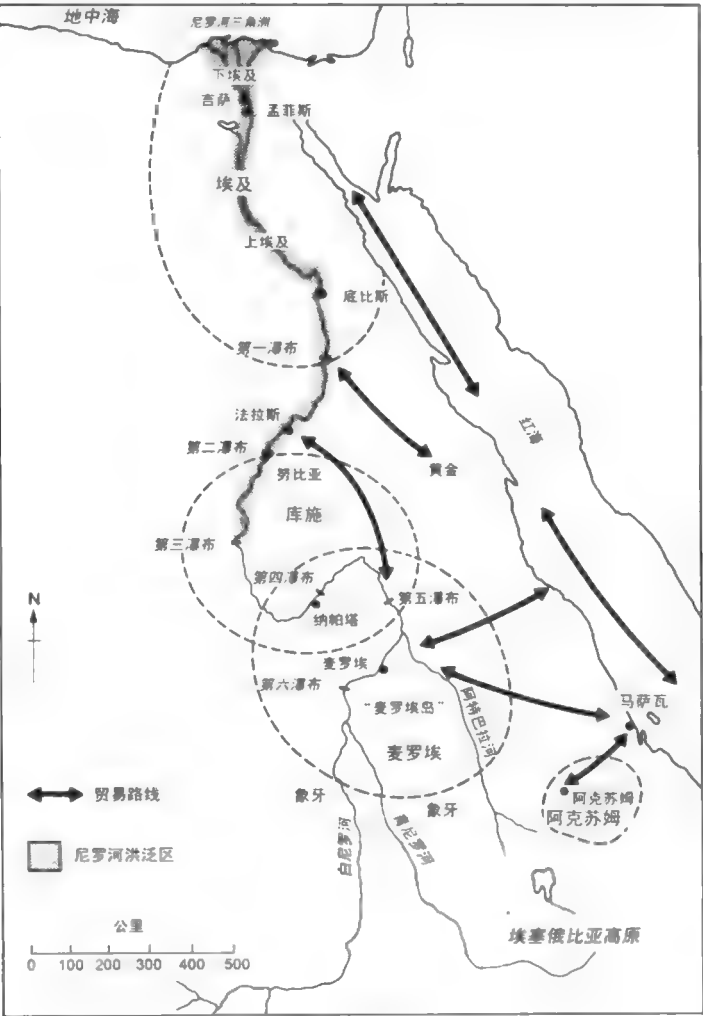 地中海
尼罗河三角洲
下埃及
吉萨
孟菲斯
埃及
上埃及
底比斯
第一瀑布
法拉斯
红海
第二瀑布
黄金
努比亚
库施
第三瀑布
第四瀑布
第五瀑布
N
纳帕塔
麦罗埃
第六瀑布
阿特巴拉河
马萨瓦
“麦罗埃岛”
麦罗埃
贸易路线
象牙
象牙
阿克苏姆
阿克苏姆
白尼罗河
青尼罗河
尼罗河洪泛区
公里
埃塞俄比亚高原
0 100 200 300 400 500